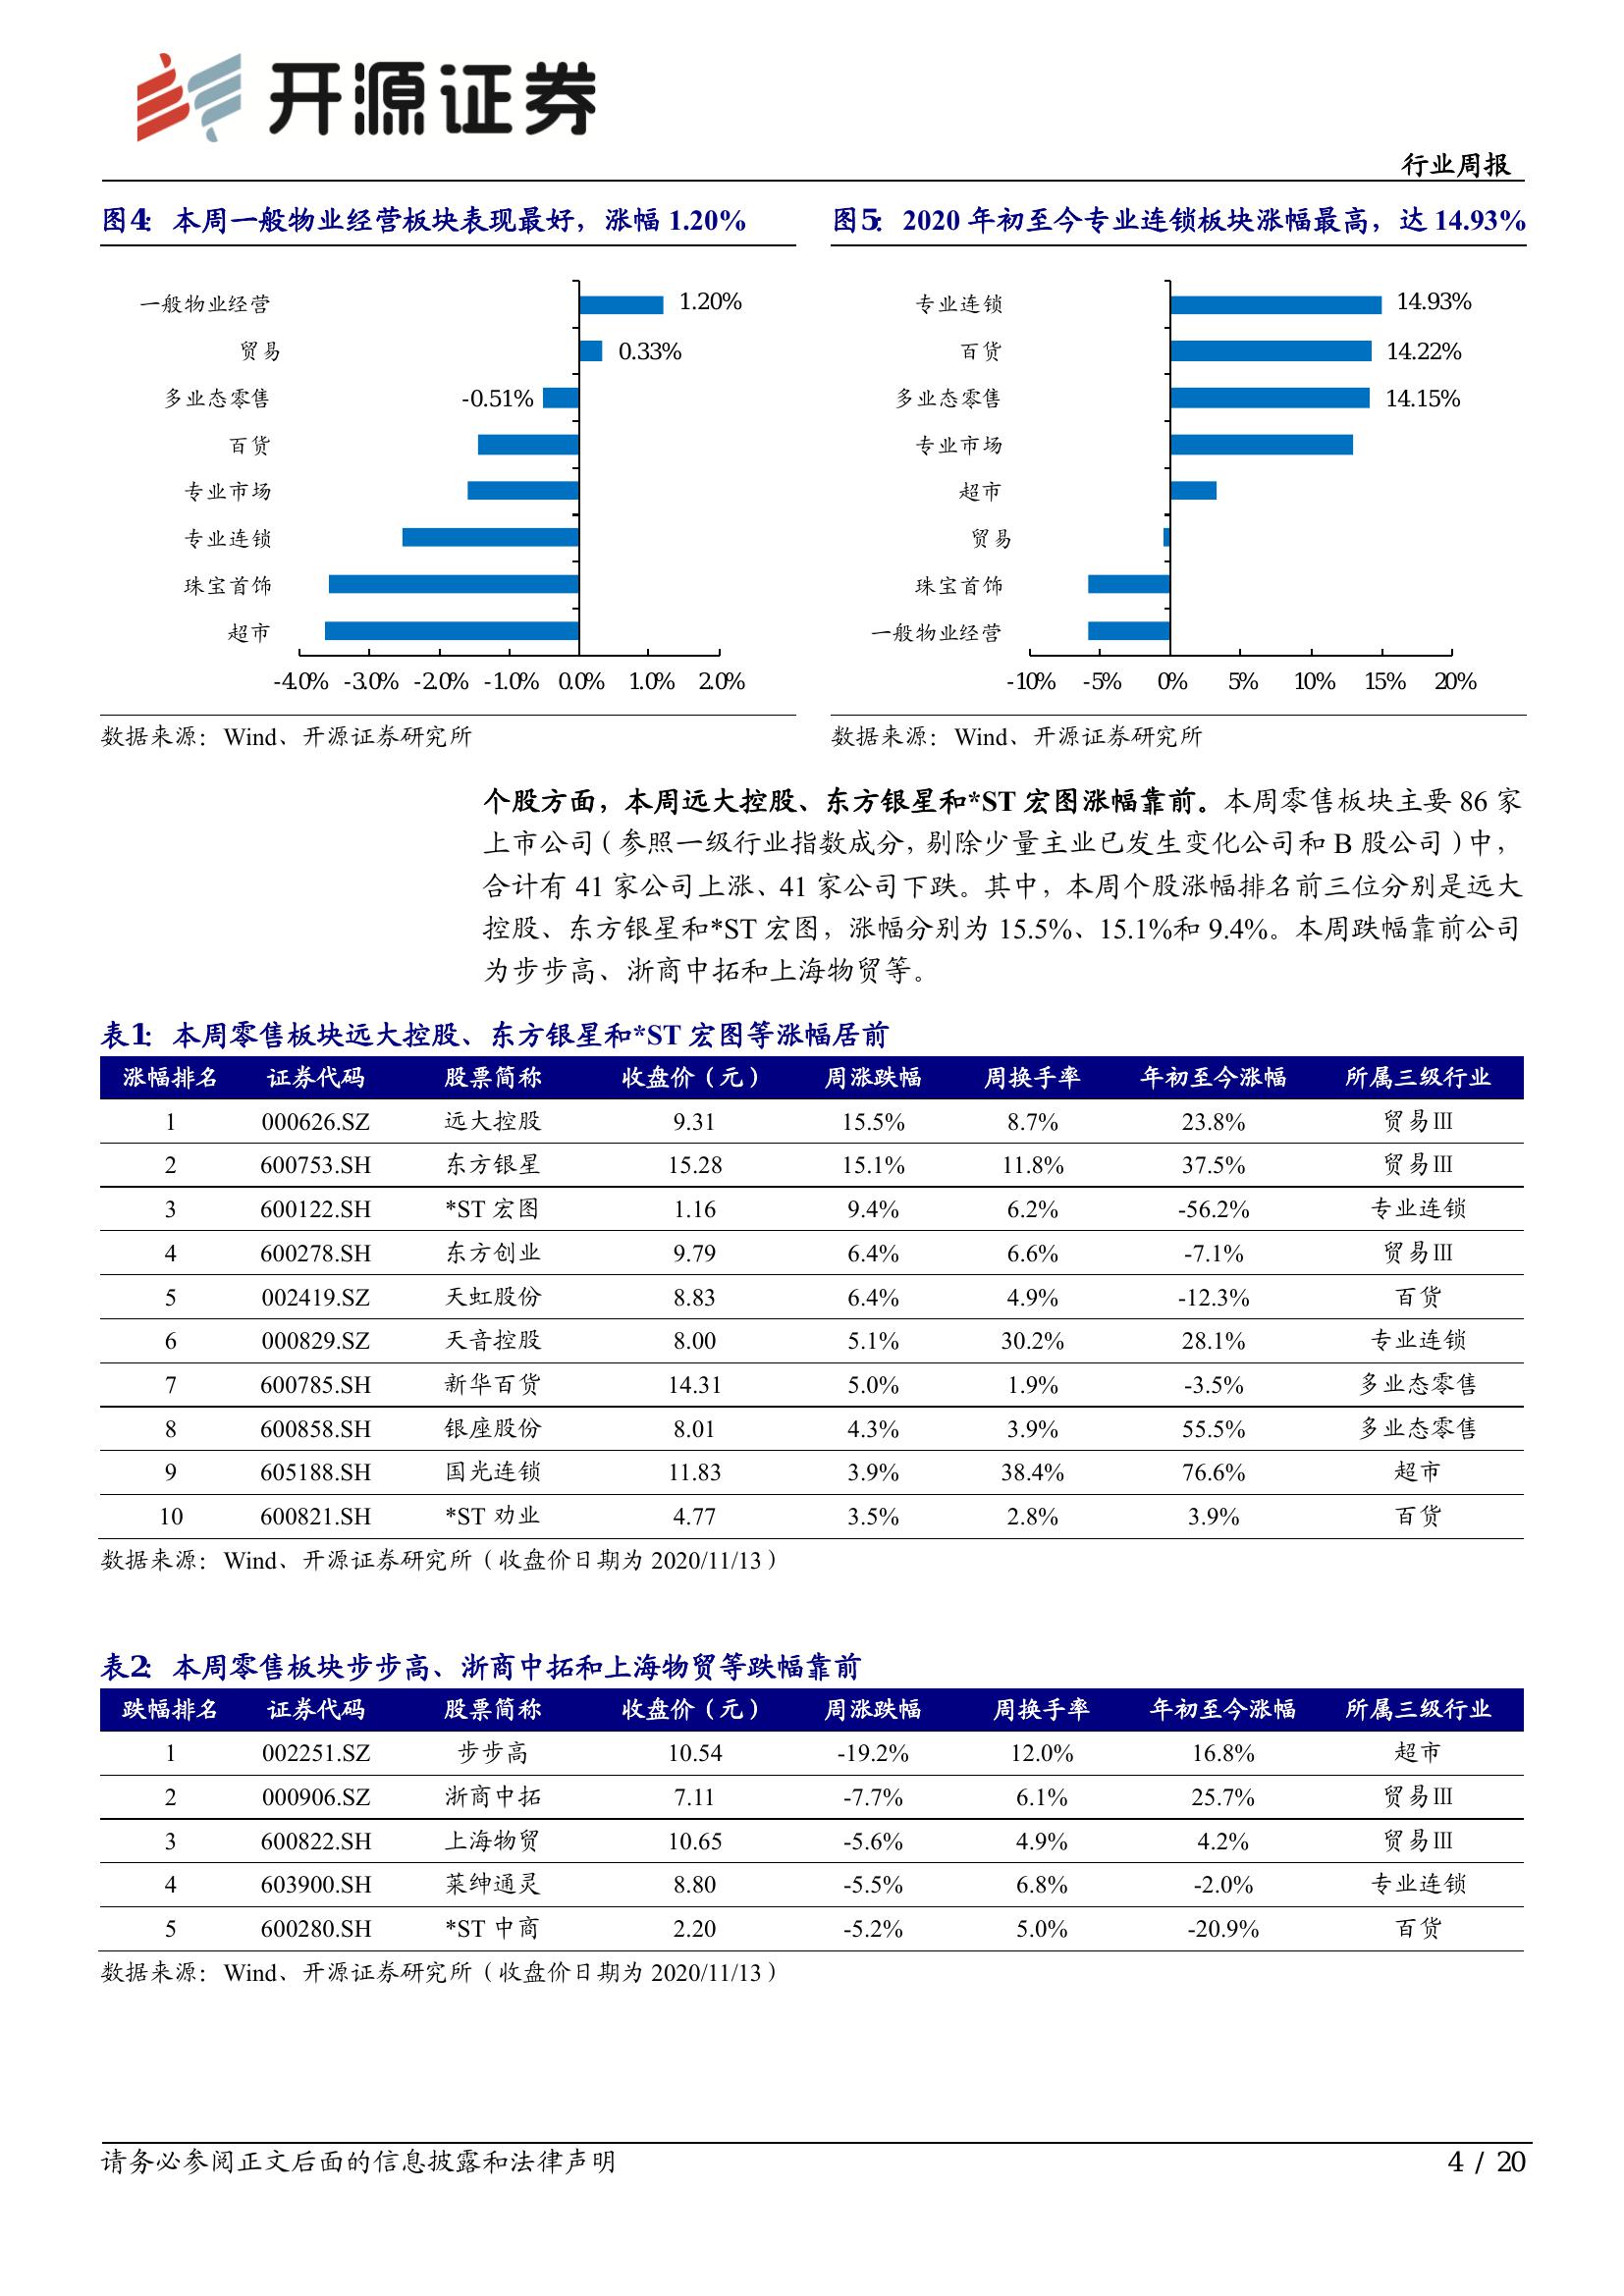 开源证券
行业周报
图4： 本周一般物业经营板块表现最好，涨幅 1.20%
一般物业经营
贸易
多业态零售
百货
专业市场
专业连锁
珠宝首饰
超市
1.20%
0.33%
-0.51%
-4.0% -3.0% -2.0% -1.0% 0.0% 1.0% 2.0%
数据来源：Wind、开源证券研究所
图5： 2020 年初至今专业连锁板块涨幅最高，达 14.93%
专业连锁
百货
多业态零售
专业市场
超市
贸易
珠宝首饰
一般物业经营
14.93%
14.22%
14.15%
-10% -5% 0% 5% 10% 15% 20%
数据来源：Wind、开源证券研究所
个股方面，本周远大控股、东方银星和*ST 宏图涨幅靠前。本周零售板块主要 86 家
上市公司（参照一级行业指数成分，剔除少量主业已发生变化公司和 B 股公司）中，
合计有 41 家公司上涨、41 家公司下跌。其中，本周个股涨幅排名前三位分别是远大
控股、东方银星和*ST 宏图，涨幅分别为 15.5%、15.1%和 9.4%。本周跌幅靠前公司
为步步高、浙商中拓和上海物贸等。
表1： 本周零售板块远大控股、东方银星和*ST 宏图等涨幅居前
涨幅排名 证券代码 股票简称 收盘价（元） 周涨跌幅 周换手率 年初至今涨幅 所属三级行业
1 000626.SZ 远大控股 9.31 15.5% 8.7% 23.8% 贸易Ⅲ
2 600753.SH 东方银星 15.28 15.1% 11.8% 37.5% 贸易Ⅲ
3 600122.SH *ST 宏图 1.16 9.4% 6.2% -56.2% 专业连锁
4 600278.SH 东方创业 9.79 6.4% 6.6% -7.1% 贸易Ⅲ
5 002419.SZ 天虹股份 8.83 6.4% 4.9% -12.3% 百货
6 000829.SZ 天音控股 8.00 5.1% 30.2% 28.1% 专业连锁
7 600785.SH 新华百货 14.31 5.0% 1.9% -3.5% 多业态零售
8 600858.SH 银座股份 8.01 4.3% 3.9% 55.5% 多业态零售
9 605188.SH 国光连锁 11.83 3.9% 38.4% 76.6% 超市
10 600821.SH *ST 劝业 4.77 3.5% 2.8% 3.9% 百货
数据来源：Wind、开源证券研究所（收盘价日期为 2020/11/13）
表2： 本周零售板块步步高、浙商中拓和上海物贸等跌幅靠前
跌幅排名 证券代码 股票简称 收盘价（元） 周涨跌幅 周换手率 年初至今涨幅 所属三级行业
1 002251.SZ 步步高 10.54 -19.2% 12.0% 16.8% 超市
2 000906.SZ 浙商中拓 7.11 -7.7% 6.1% 25.7% 贸易Ⅲ
3 600822.SH 上海物贸 10.65 -5.6% 4.9% 4.2% 贸易Ⅲ
4 603900.SH 莱绅通灵 8.80 -5.5% 6.8% -2.0% 专业连锁
5 600280.SH *ST 中商 2.20 -5.2% 5.0% -20.9% 百货
数据来源：Wind、开源证券研究所（收盘价日期为 2020/11/13）
请务必参阅正文后面的信息披露和法律声明
4 / 20